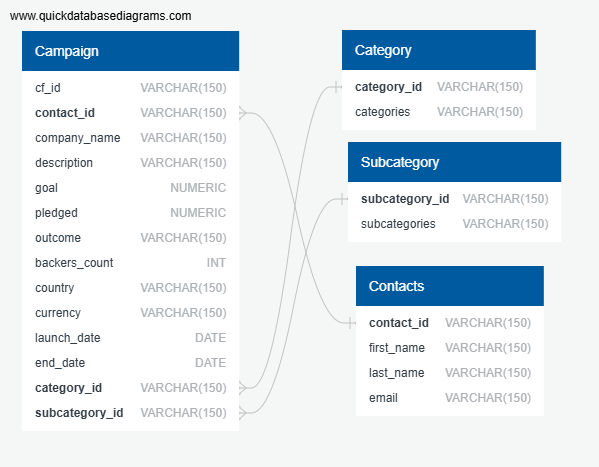 www.quickdatabasediagrams.com
Campaign
cf_id VARCHAR(150)
contact_id VARCHAR(150)
company_name VARCHAR(150)
description VARCHAR(150)
goal NUMERIC
pledged NUMERIC
outcome VARCHAR(150)
backers_count INT
country VARCHAR(150)
currency VARCHAR(150)
launch_date DATE
end_date DATE
category_id VARCHAR(150)
subcategory_id VARCHAR(150)
Category
category_id VARCHAR(150)
categories VARCHAR(150)
Subcategory
subcategory_id VARCHAR(150)
subcategories VARCHAR(150)
Contacts
contact_id VARCHAR(150)
first_name VARCHAR(150)
last_name VARCHAR(150)
email VARCHAR(150)